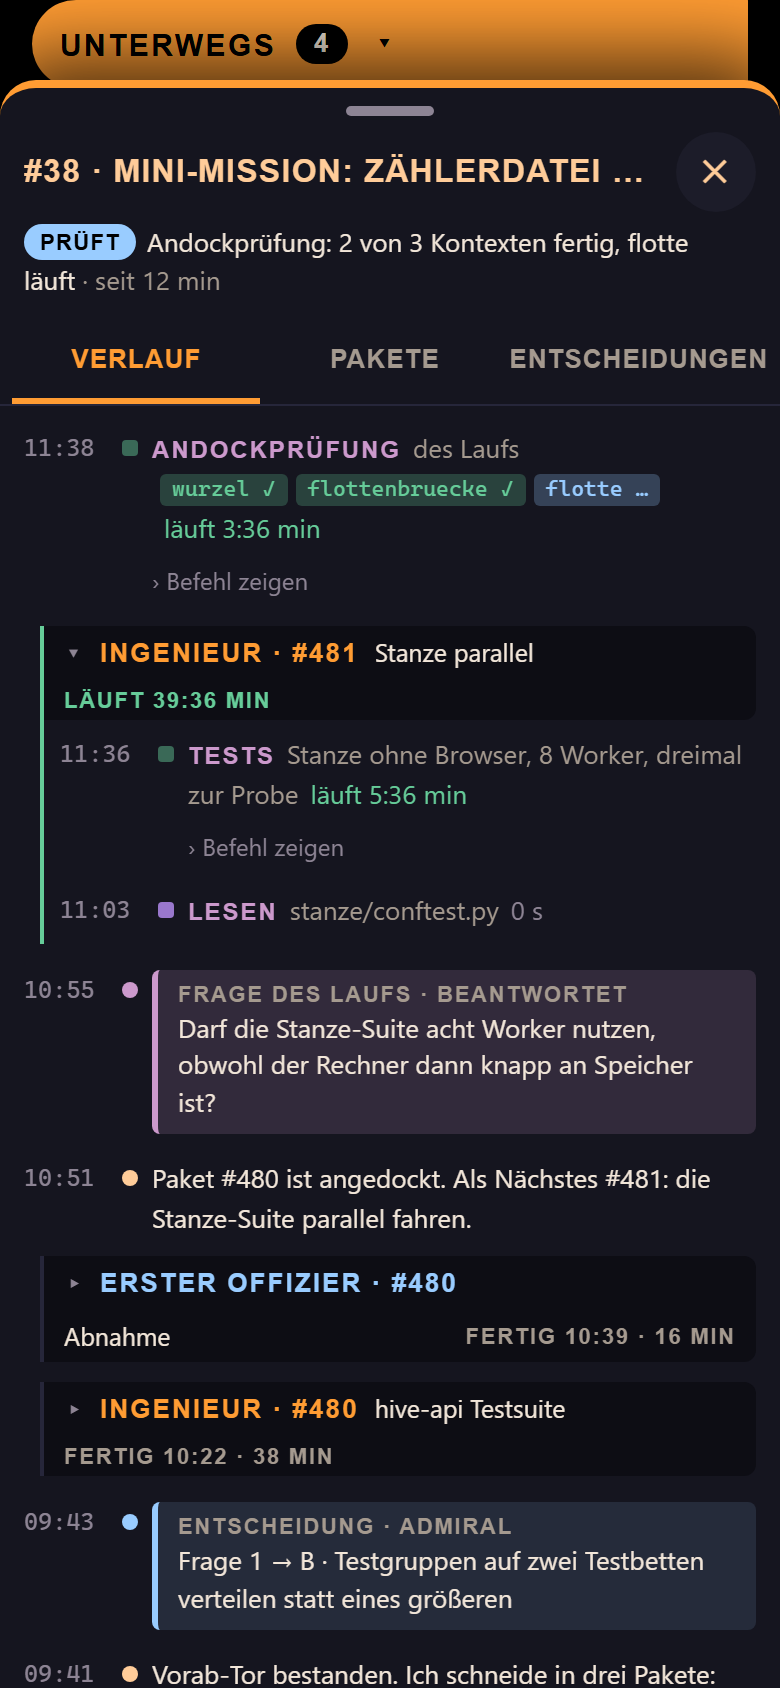 UNTERWEGS 4 ▾
#38 · MINI-MISSION: ZÄHLERDATEI ...
PRÜFT Andockprüfung: 2 von 3 Kontexten fertig, flotte
läuft · seit 12 min
VERLAUF PAKETE ENTSCHEIDUNGEN
11:38 ANDOCKPRÜFUNG des Laufs
wurzel ✓ flottenbruecke ✓ flotte …
läuft 3:36 min
› Befehl zeigen
▾ INGENIEUR · #481 Stanze parallel
LÄUFT 39:36 MIN
11:36 TESTS Stanze ohne Browser, 8 Worker, dreimal
zur Probe läuft 5:36 min
› Befehl zeigen
11:03 LESEN stanze/conftest.py 0 s
10:55 FRAGE DES LAUFS · BEANTWORTET
Darf die Stanze-Suite acht Worker nutzen,
obwohl der Rechner dann knapp an Speicher
ist?
10:51 Paket #480 ist angedockt. Als Nächstes #481: die
Stanze-Suite parallel fahren.
▸ ERSTER OFFIZIER · #480
Abnahme FERTIG 10:39 · 16 MIN
▸ INGENIEUR · #480 hive-api Testsuite
FERTIG 10:22 · 38 MIN
09:43 ENTSCHEIDUNG · ADMIRAL
Frage 1 → B · Testgruppen auf zwei Testbetten
verteilen statt eines größeren
09:41 Vorab-Tor bestanden. Ich schneide in drei Pakete: